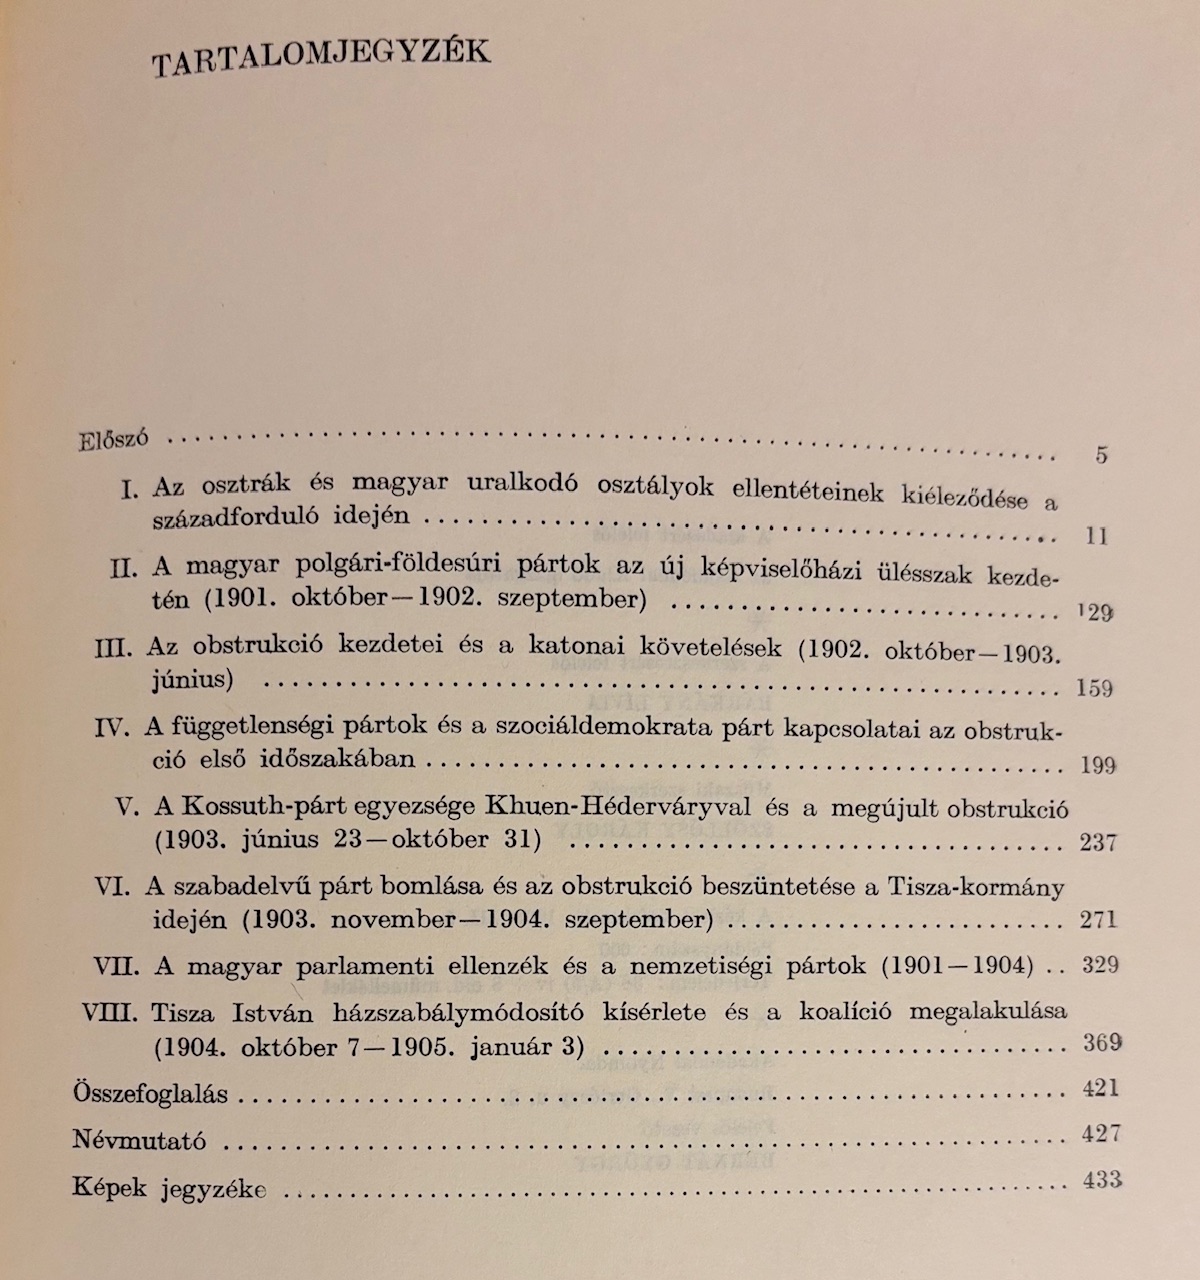 TARTALOMJEGYZÉK
Előszó 5
I. Az osztrák és magyar uralkodó osztályok ellentéteinek kiéleződése a
századforduló idején 11
II. A magyar polgári-földesúri pártok az új képviselőházi ülésszak kezde-
tén (1901. október—1902. szeptember) 129
III. Az obstrukció kezdetei és a katonai követelések (1902. október—1903.
június) 159
IV. A függetlenségi pártok és a szociáldemokrata párt kapcsolatai az obstruk-
ció első időszakában 199
V. A Kossuth-párt egyezsége Khuen-Héderváryval és a megújult obstrukció
(1903. június 23—október 31) 237
VI. A szabadelvű párt bomlása és az obstrukció beszüntetése a Tisza-kormány
idején (1903. november—1904. szeptember) 271
VII. A magyar parlamenti ellenzék és a nemzetiségi pártok (1901—1904) 329
VIII. Tisza István házszabálymódosító kísérlete és a koalíció megalakulása
(1904. október 7—1905. január 3) 369
Összefoglalás 421
Névmutató 427
Képek jegyzéke 433